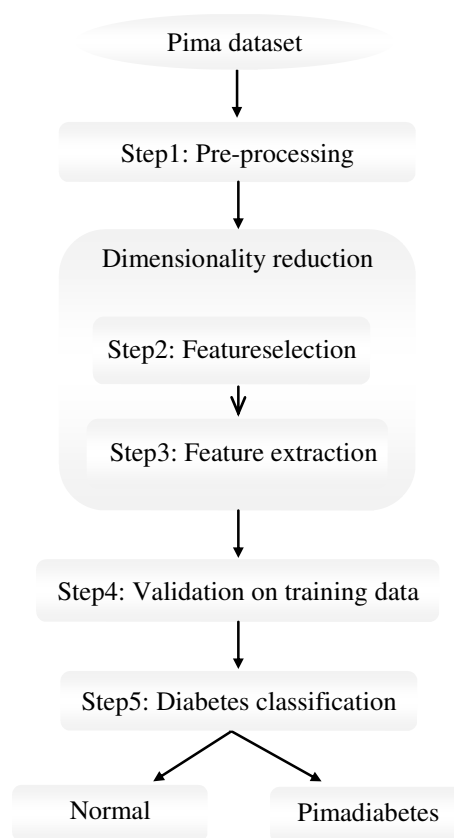 Pima dataset
Step1: Pre-processing
Dimensionality reduction
Step2: Featureselection
Step3: Feature extraction
Step4: Validation on training data
Step5: Diabetes classification
Normal
Pimadiabetes